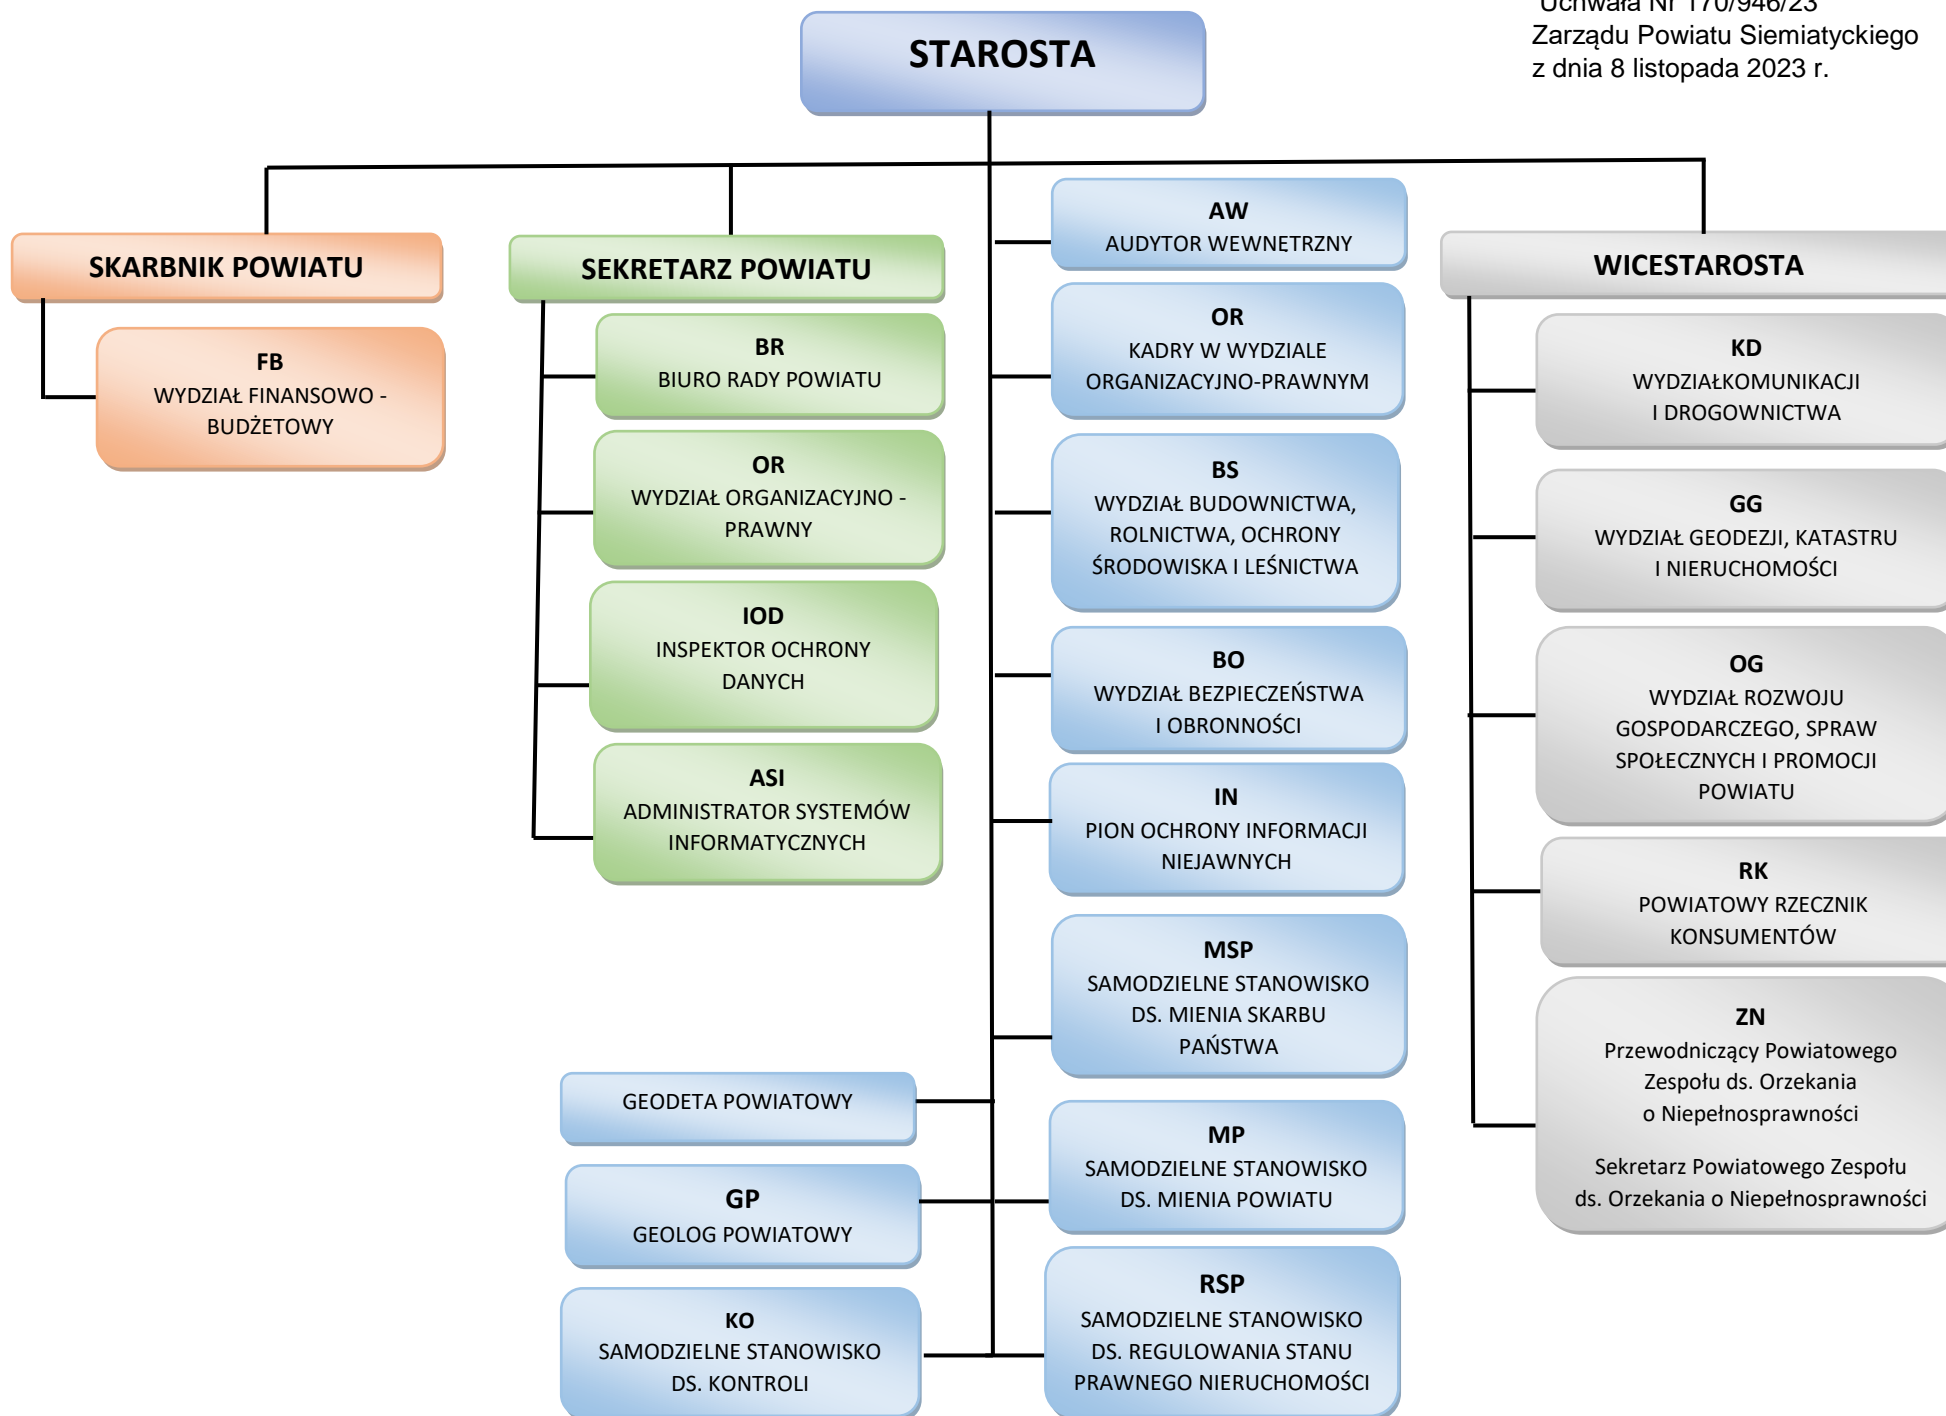 Uchwała Nr 170/946/23
Zarządu Powiatu Siemiatyckiego
z dnia 8 listopada 2023 r.
STAROSTA
SKARBNIK POWIATU
FB
WYDZIAŁ FINANSOWO -
BUDŻETOWY
SEKRETARZ POWIATU
BR
BIURO RADY POWIATU
OR
WYDZIAŁ ORGANIZACYJNO -
PRAWNY
IOD
INSPEKTOR OCHRONY
DANYCH
ASI
ADMINISTRATOR SYSTEMÓW
INFORMATYCZNYCH
GEODETA POWIATOWY
GP
GEOLOG POWIATOWY
KO
SAMODZIELNE STANOWISKO
DS. KONTROLI
AW
AUDYTOR WEWNĘTRZNY
OR
KADRY W WYDZIALE
ORGANIZACYJNO-PRAWNYM
BS
WYDZIAŁ BUDOWNICTWA,
ROLNICTWA, OCHRONY
ŚRODOWISKA I LEŚNICTWA
BO
WYDZIAŁ BEZPIECZEŃSTWA
I OBRONNOŚCI
IN
PION OCHRONY INFORMACJI
NIEJAWNYCH
MSP
SAMODZIELNE STANOWISKO
DS. MIENIA SKARBU
PAŃSTWA
MP
SAMODZIELNE STANOWISKO
DS. MIENIA POWIATU
RSP
SAMODZIELNE STANOWISKO
DS. REGULOWANIA STANU
PRAWNEGO NIERUCHOMOŚCI
WICESTAROSTA
KD
WYDZIAŁKOMUNIKACJI
I DROGOWNICTWA
GG
WYDZIAŁ GEODEZJI, KATASTRU
I NIERUCHOMOŚCI
OG
WYDZIAŁ ROZWOJU
GOSPODARCZEGO, SPRAW
SPOŁECZNYCH I PROMOCJI
POWIATU
RK
POWIATOWY RZECZNIK
KONSUMENTÓW
ZN
Przewodniczący Powiatowego
Zespołu ds. Orzekania
o Niepełnosprawności
Sekretarz Powiatowego Zespołu
ds. Orzekania o Niepełnosprawności